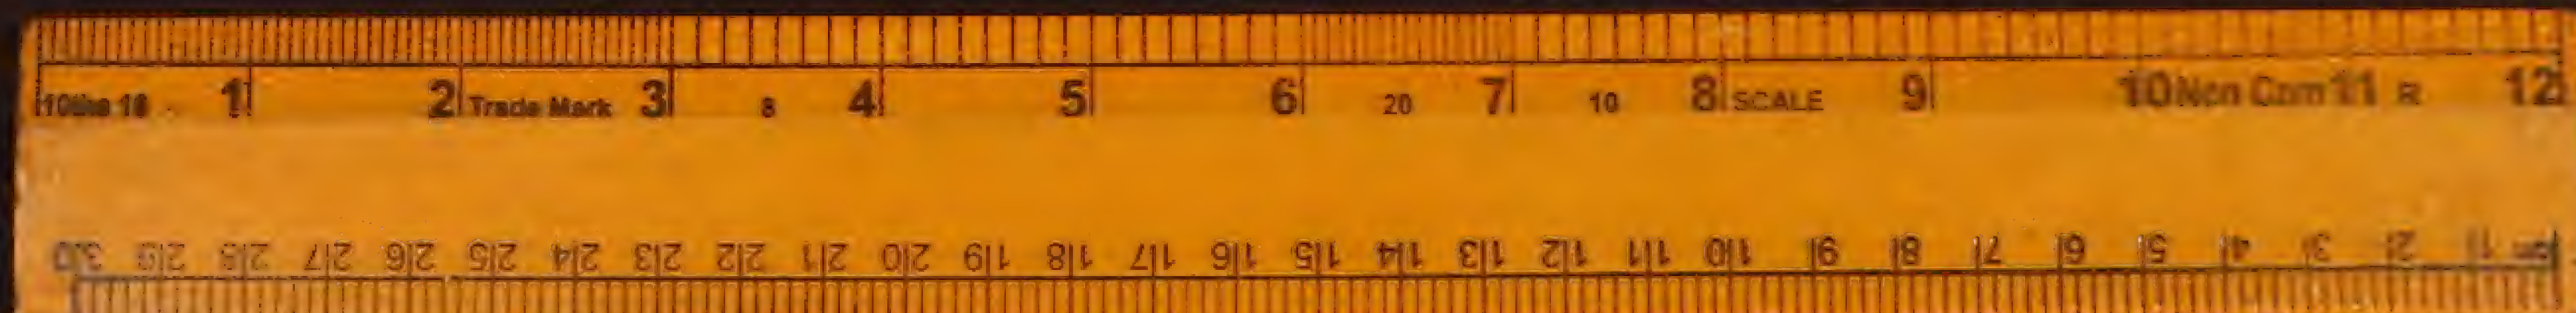 10ths 16 1 2 Trade Mark 3 8 4 5 6 20 7 10 8 SCALE 9 10 Non Com 11 R 12
30 29 28 27 26 25 24 23 22 21 20 19 18 17 16 15 14 13 12 11 10 9 8 7 6 5 4 3 2 1 cm